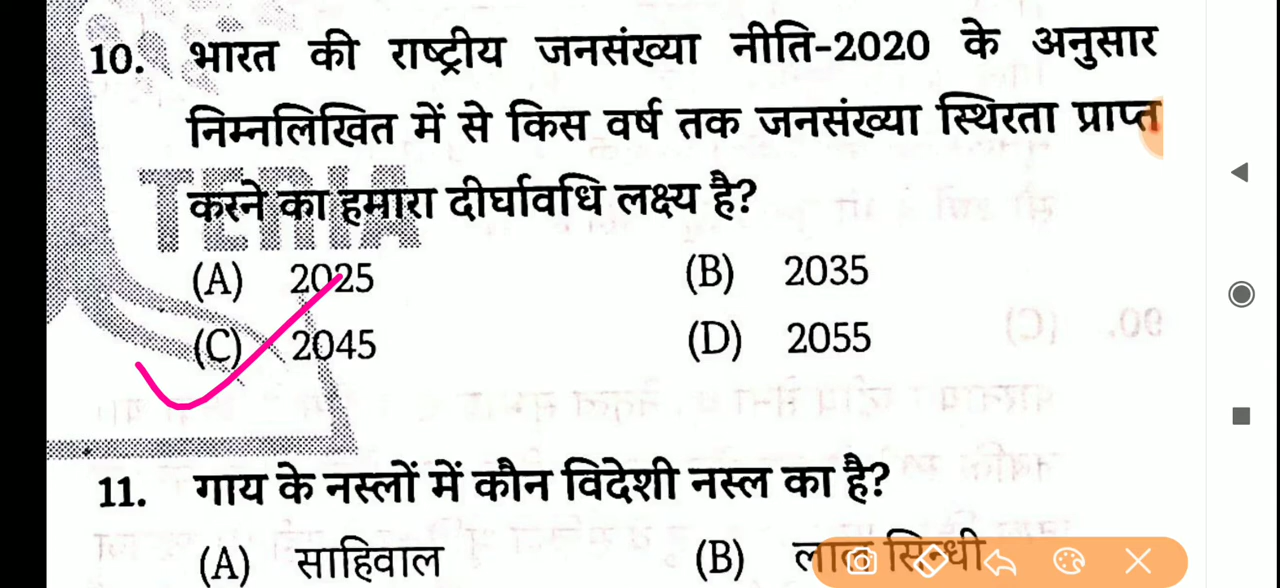 10. भारत की राष्ट्रीय जनसंख्या नीति-2020 के अनुसार
निम्नलिखित में से किस वर्ष तक जनसंख्या स्थिरता प्राप्त
करने का हमारा दीर्घावधि लक्ष्य है?
TERIA
(A) 2025 (B) 2035
(C) 2045 (D) 2055
11. गाय के नस्लों में कौन विदेशी नस्ल का है?
(A) साहिवाल (B) लाल सिन्धी